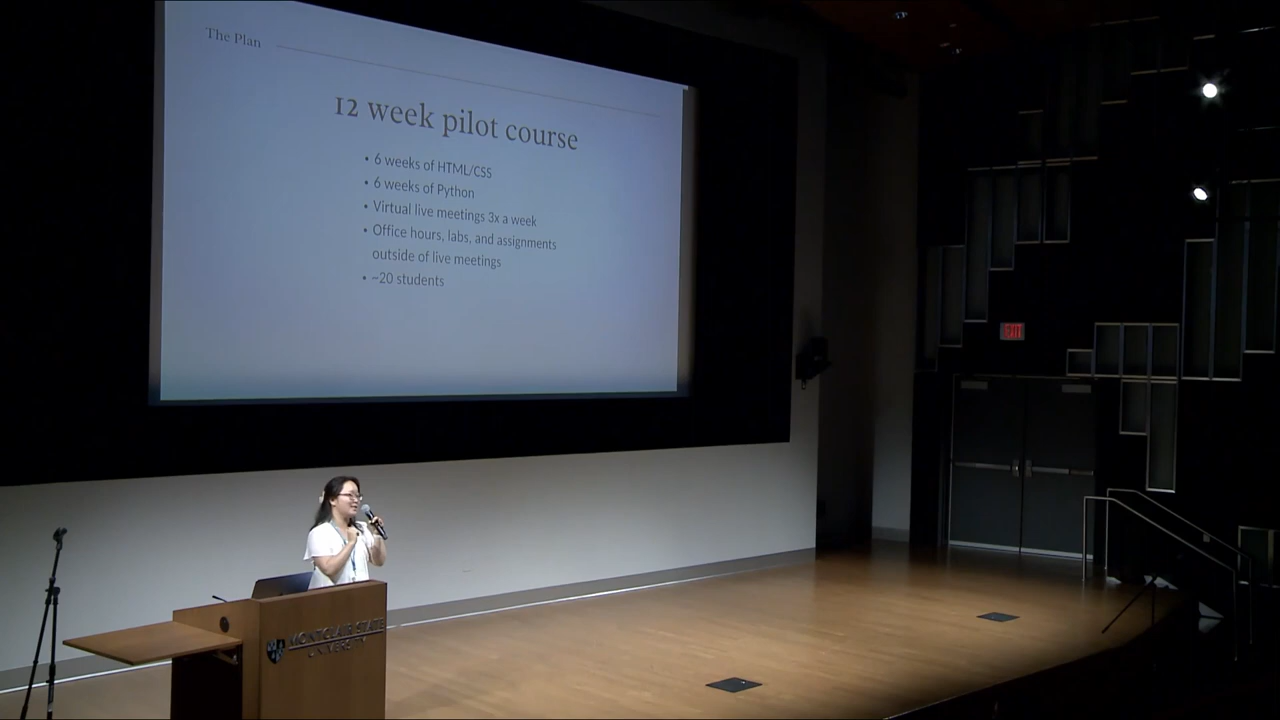 The Plan
12 week pilot course
• 6 weeks of HTML/CSS
• 6 weeks of Python
• Virtual live meetings 3x a week
• Office hours, labs, and assignments
outside of live meetings
• ~20 students
EXIT
MONTCLAIR STATE
UNIVERSITY